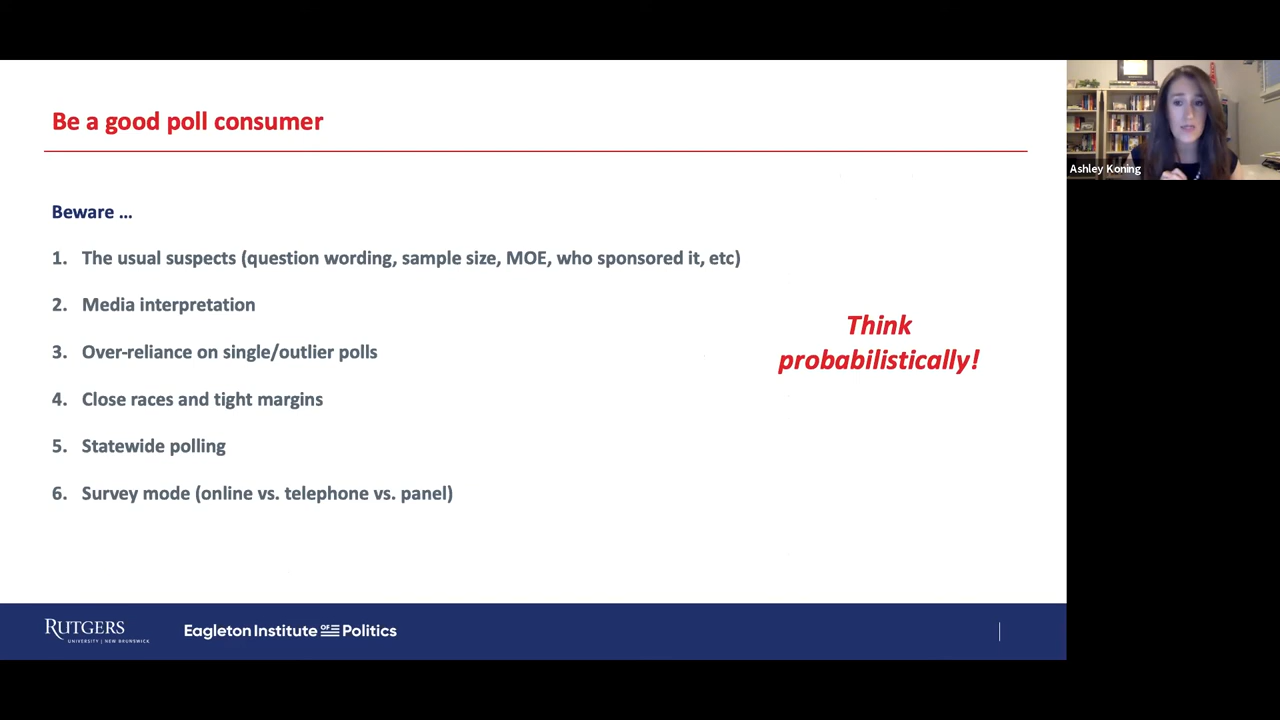 Be a good poll consumer
Ashley Koning
Beware ...
1. The usual suspects (question wording, sample size, MOE, who sponsored it, etc)
2. Media interpretation
3. Over-reliance on single/outlier polls
4. Close races and tight margins
5. Statewide polling
6. Survey mode (online vs. telephone vs. panel)
Think
probabilistically!
RUTGERS
UNIVERSITY | NEW BRUNSWICK
Eagleton Institute OF Politics